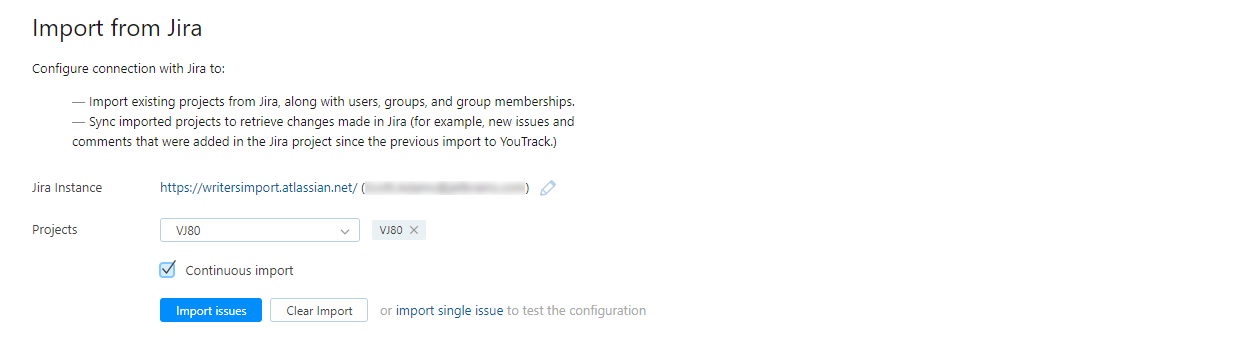 Import from Jira
Configure connection with Jira to:
— Import existing projects from Jira, along with users, groups, and group memberships.
— Sync imported projects to retrieve changes made in Jira (for example, new issues and
comments that were added in the Jira project since the previous import to YouTrack.)
Jira Instance https://writersimport.atlassian.net/ ( )
Projects VJ80 VJ80
Continuous import
Import issues Clear Import or import single issue to test the configuration